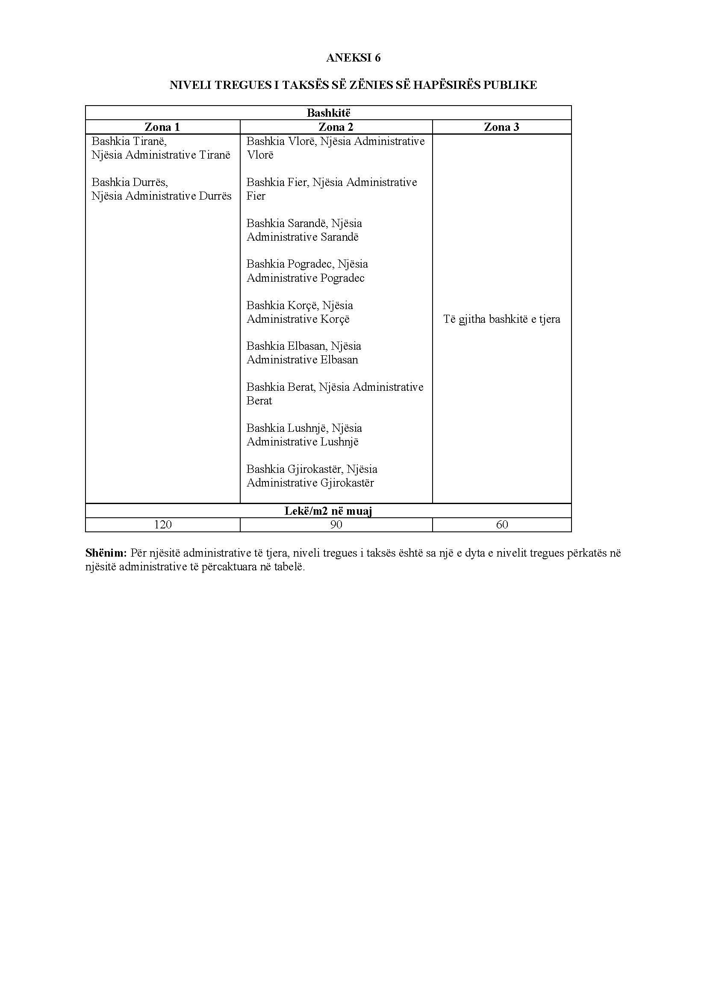 ANEKSI 6
NIVELI TREGUES I TAKSËS SË ZËNIES SË HAPËSIRËS PUBLIKE
Bashkitë
Zona 1
Zona 2
Zona 3
Bashkia Tiranë,
Njësia Administrative Tiranë
Bashkia Durrës,
Njësia Administrative Durrës
Bashkia Vlorë, Njësia Administrative
Vlorë
Bashkia Fier, Njësia Administrative
Fier
Bashkia Sarandë, Njësia
Administrative Sarandë
Bashkia Pogradec, Njësia
Administrative Pogradec
Bashkia Korçë, Njësia
Administrative Korçë
Bashkia Elbasan, Njësia
Administrative Elbasan
Bashkia Berat, Njësia Administrative
Berat
Bashkia Lushnjë, Njësia
Administrative Lushnjë
Bashkia Gjirokastër, Njësia
Administrative Gjirokastër
Të gjitha bashkitë e tjera
Lekë/m2 në muaj
120
90
60
Shënim: Për njësitë administrative të tjera, niveli tregues i taksës është sa një e dyta e nivelit tregues përkatës në
njësitë administrative të përcaktuara në tabelë.